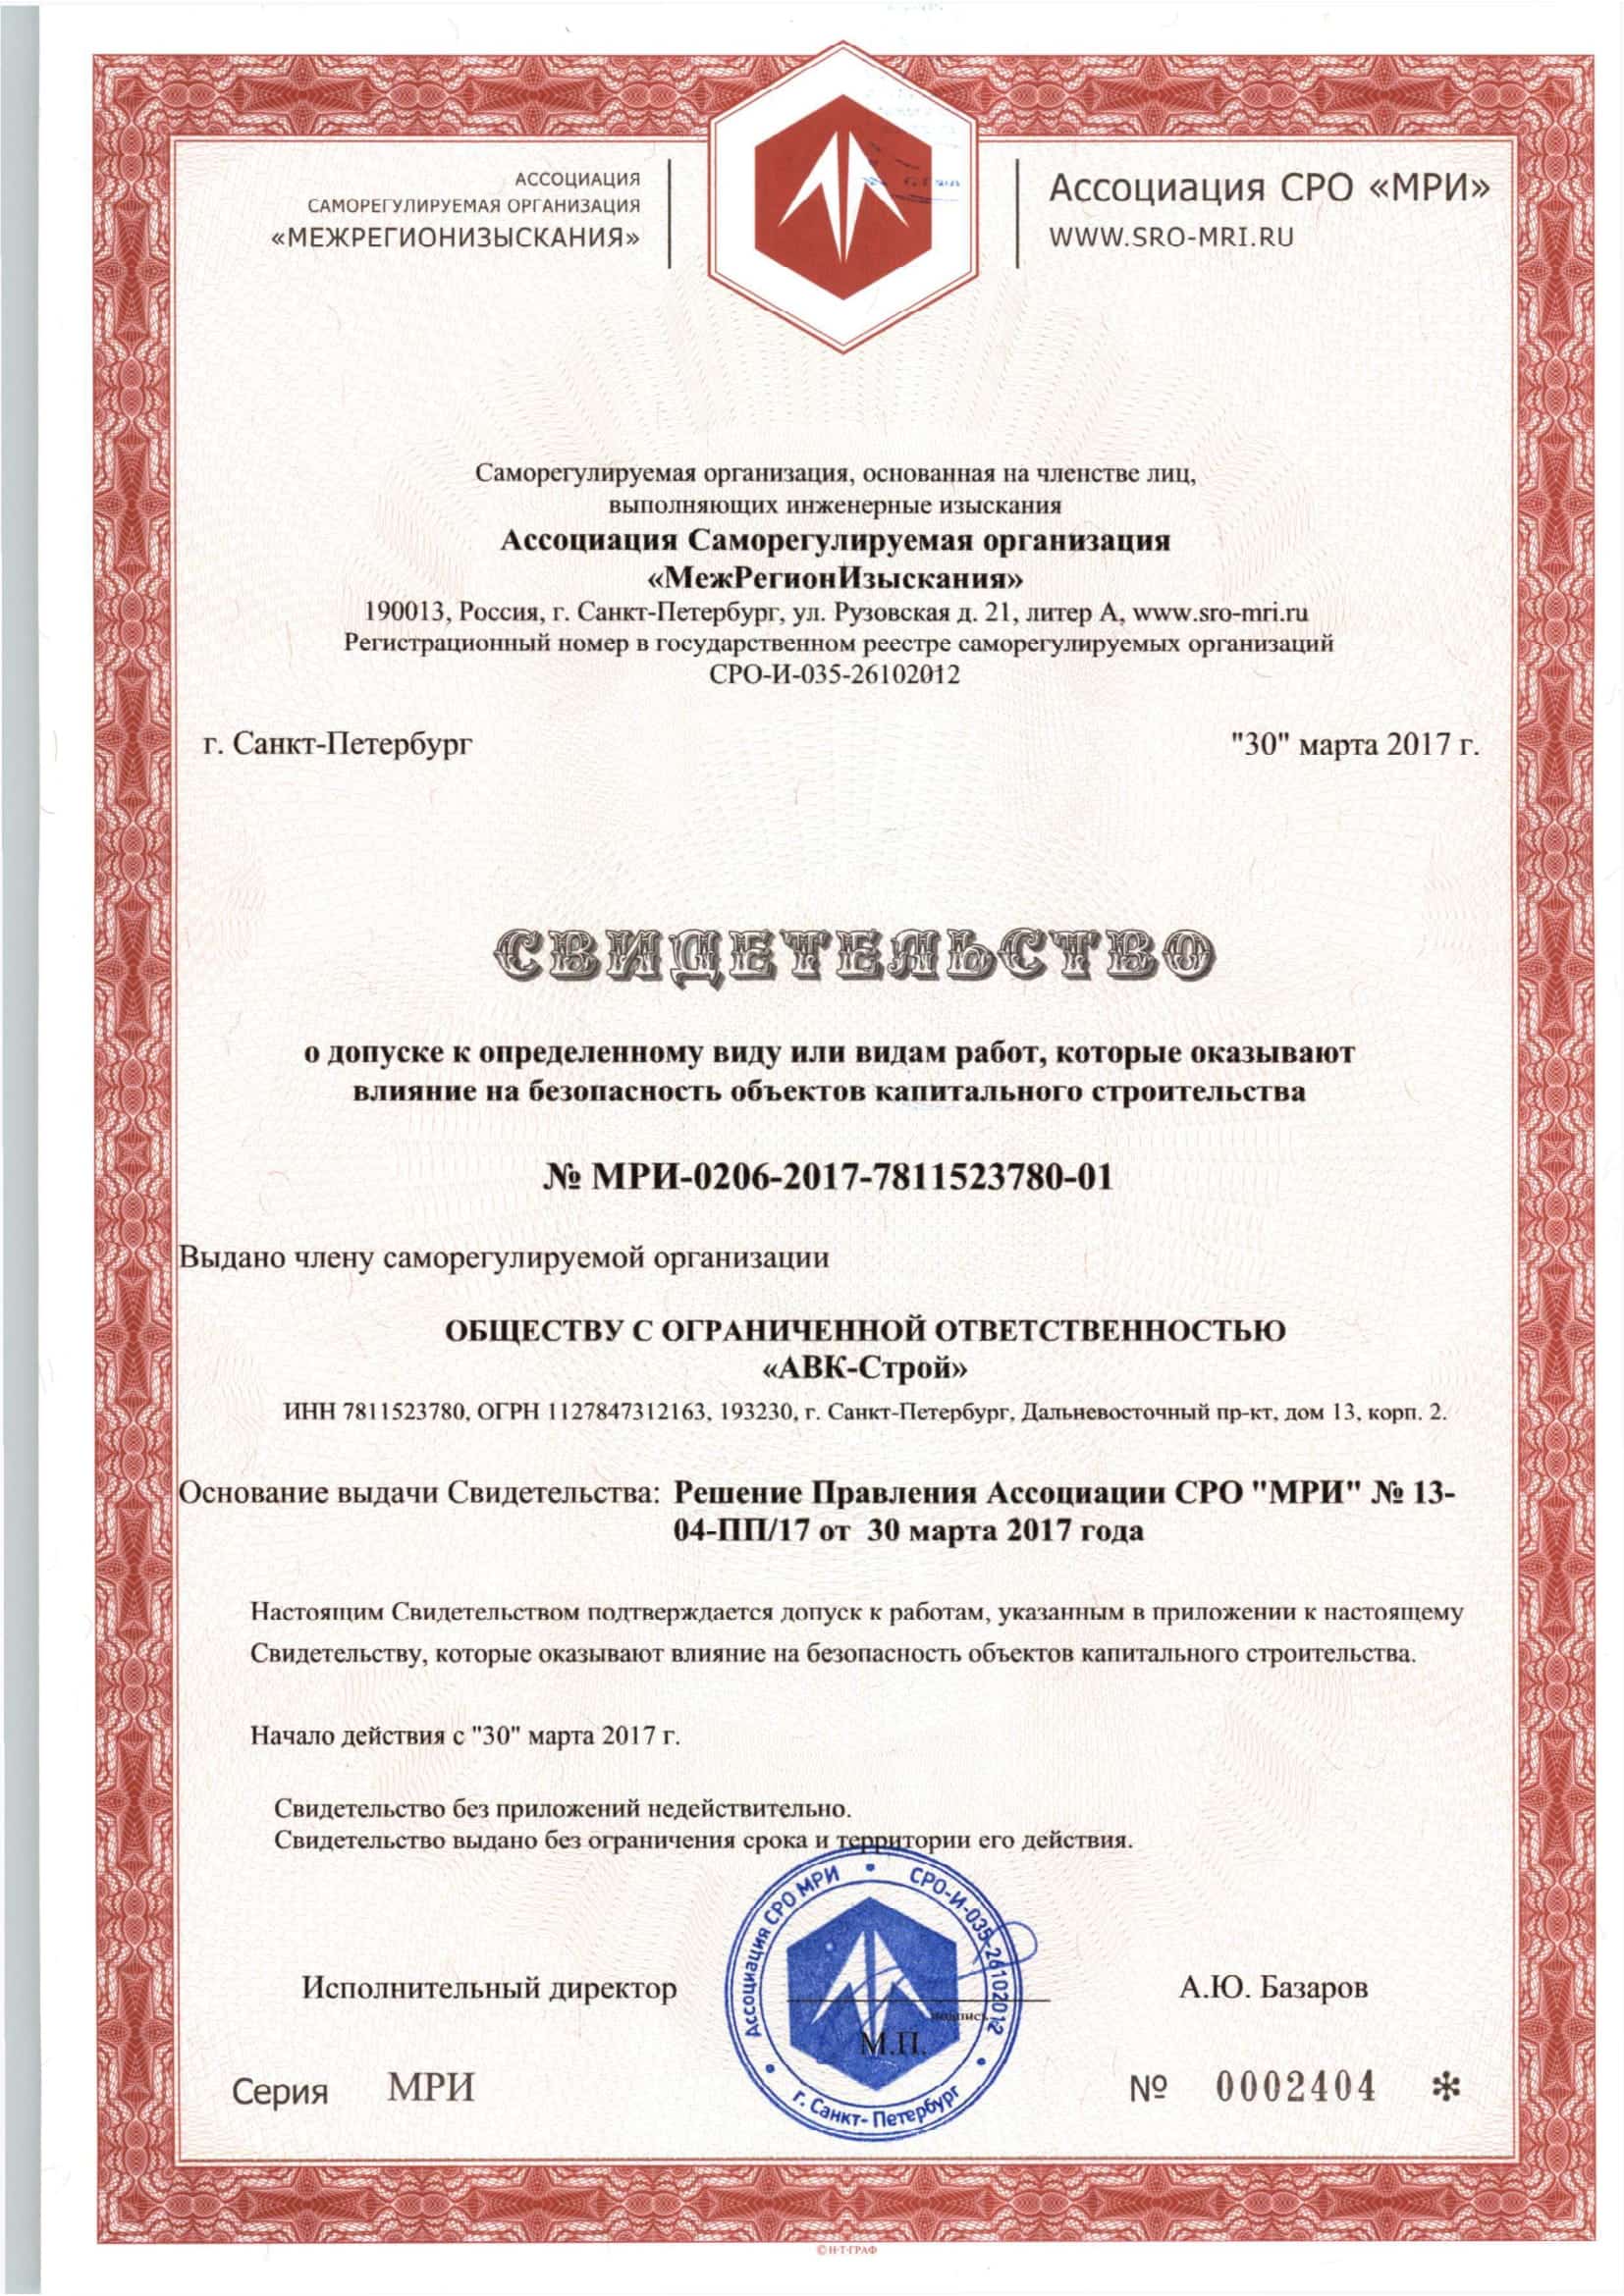 АССОЦИАЦИЯ
САМОРЕГУЛИРУЕМАЯ ОРГАНИЗАЦИЯ
«МЕЖРЕГИОНИЗЫСКАНИЯ»
Ассоциация СРО «МРИ»
WWW.SRO-MRI.RU
Саморегулируемая организация, основанная на членстве лиц,
выполняющих инженерные изыскания
Ассоциация Саморегулируемая организация
«МежРегионИзыскания»
190013, Россия, г. Санкт-Петербург, ул. Рузовская д. 21, литер А, www.sro-mri.ru
Регистрационный номер в государственном реестре саморегулируемых организаций
СРО-И-035-26102012
г. Санкт-Петербург "30" марта 2017 г.
СВИДЕТЕЛЬСТВО
о допуске к определенному виду или видам работ, которые оказывают
влияние на безопасность объектов капитального строительства
№ МРИ-0206-2017-7811523780-01
Выдано члену саморегулируемой организации
ОБЩЕСТВУ С ОГРАНИЧЕННОЙ ОТВЕТСТВЕННОСТЬЮ
«АВК-Строй»
ИНН 7811523780, ОГРН 1127847312163, 193230, г. Санкт-Петербург, Дальневосточный пр-кт, дом 13, корп. 2.
Основание выдачи Свидетельства: Решение Правления Ассоциации СРО "МРИ" № 13-
04-ПП/17 от 30 марта 2017 года
Настоящим Свидетельством подтверждается допуск к работам, указанным в приложении к настоящему
Свидетельству, которые оказывают влияние на безопасность объектов капитального строительства.
Начало действия с "30" марта 2017 г.
Свидетельство без приложений недействительно.
Свидетельство выдано без ограничения срока и территории его действия.
Ассоциация СРО МРИ • СРО-И-035-26102012 • г. Санкт-Петербург •
Исполнительный директор А.Ю. Базаров
подпись
М.П.
Серия МРИ № 0002404 *
© Н-Т-ГРАФ